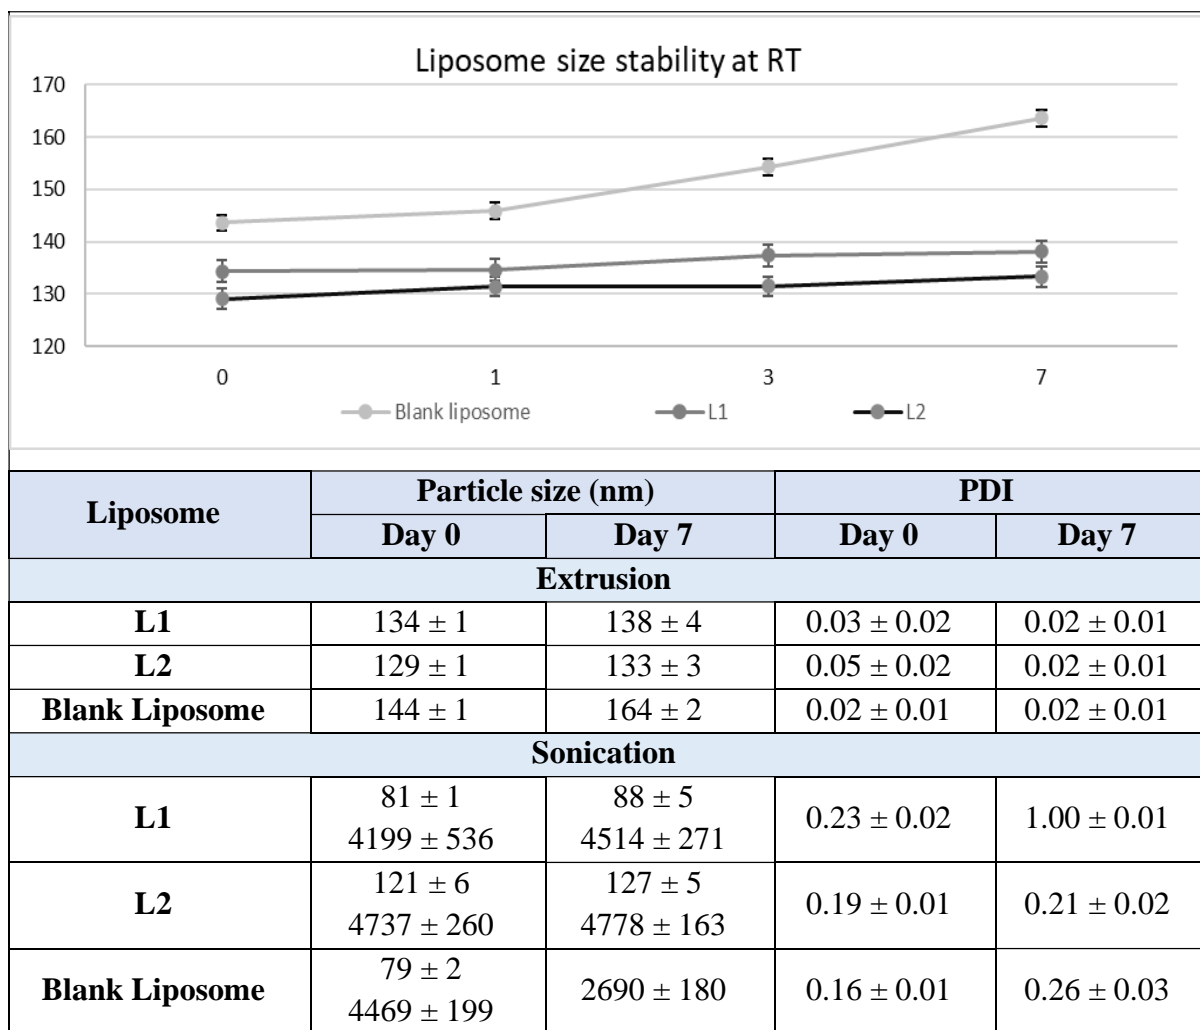 Liposome size stability at RT
170
160
150
140
130
120
0 1 3 7
Blank liposome L1 L2
Liposome Particle size (nm) PDI
Day 0 Day 7 Day 0 Day 7
Extrusion
L1 134 ± 1 138 ± 4 0.03 ± 0.02 0.02 ± 0.01
L2 129 ± 1 133 ± 3 0.05 ± 0.02 0.02 ± 0.01
Blank Liposome 144 ± 1 164 ± 2 0.02 ± 0.01 0.02 ± 0.01
Sonication
L1 81 ± 1 88 ± 5 0.23 ± 0.02 1.00 ± 0.01
4199 ± 536 4514 ± 271
L2 121 ± 6 127 ± 5 0.19 ± 0.01 0.21 ± 0.02
4737 ± 260 4778 ± 163
Blank Liposome 79 ± 2 2690 ± 180 0.16 ± 0.01 0.26 ± 0.03
4469 ± 199